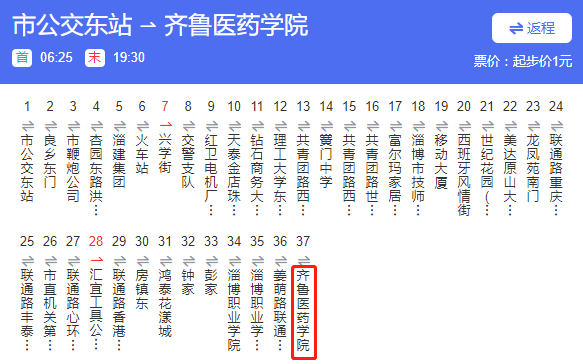 市公交东站 → 齐鲁医药学院
返程
首 06:25 末 19:30
票价：起步价1元
1 市公交东站
2 良乡东门
3 市鞭炮公司
4 杏园东路洪…
5 淄建集团
6 火车站
7 兴学街
8 交警支队
9 红卫电机厂…
10 天泰金店珠…
11 钻石商务大…
12 理工大学东…
13 共青团路西…
14 黉门中学
15 共青团路西…
16 共青团路世…
17 富尔玛家居…
18 淄博市技师…
19 移动大厦
20 西班牙风情街
21 世纪花园(…
22 美达原山大…
23 龙凤苑南门
24 联通路重庆…
25 联通路丰泰…
26 市直机关第…
27 联通路心环…
28 汇宜工具公…
29 联通路香港…
30 房镇东
31 鸿泰花漾城
32 钟家
33 彭家
34 淄博职业学院
35 淄博职业学…
36 姜萌路联通…
37 齐鲁医药学院